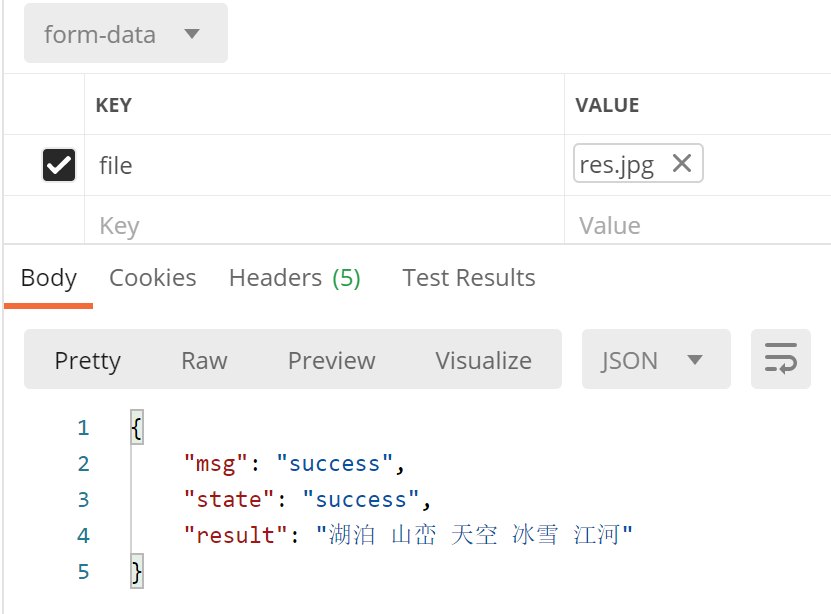 form-data
KEY VALUE
file res.jpg
Key Value
Body Cookies Headers (5) Test Results
Pretty Raw Preview Visualize JSON
1 {
2 "msg": "success",
3 "state": "success",
4 "result": "湖泊 山峦 天空 冰雪 江河"
5 }